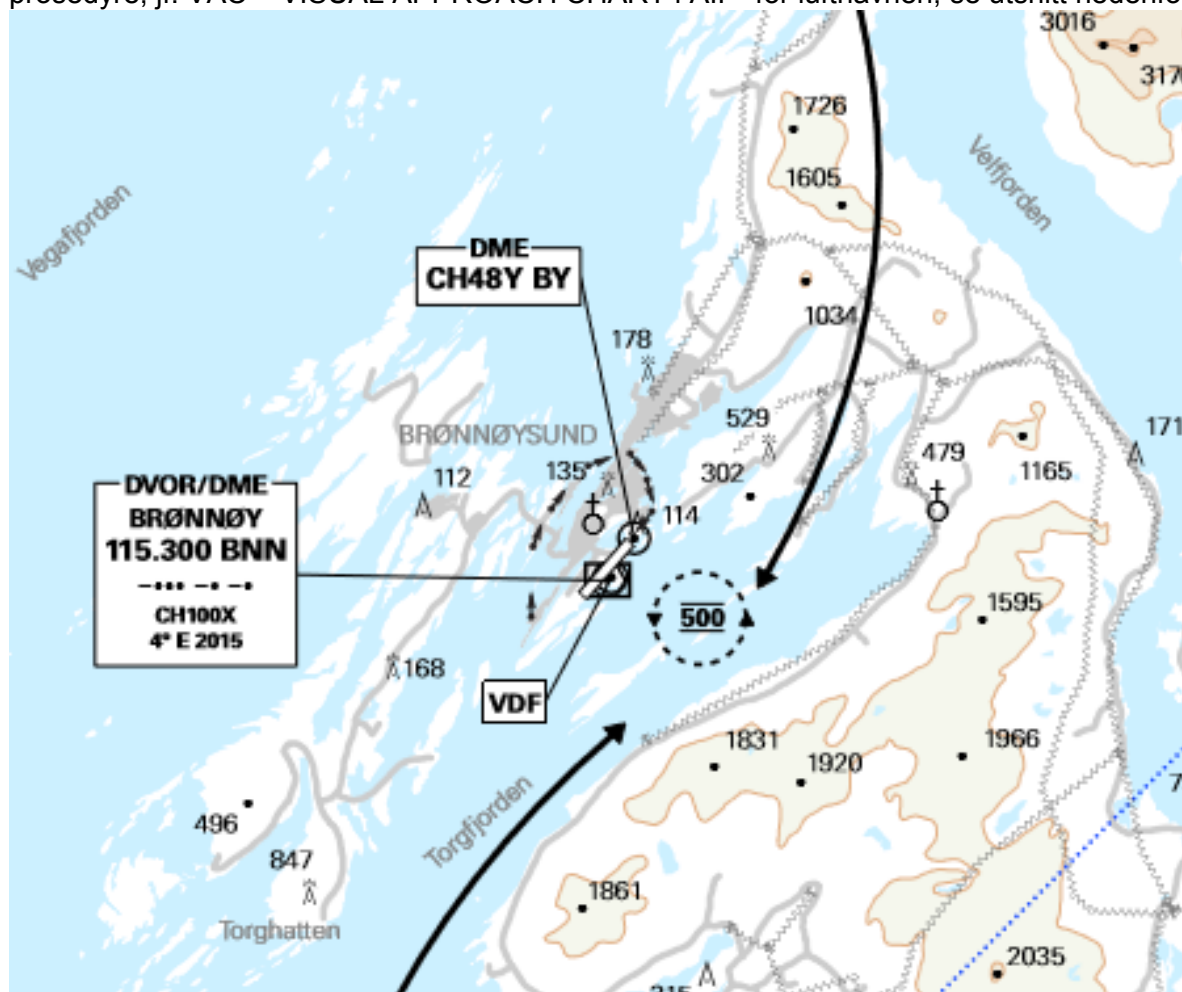 3016
317
1726
Velfjorden
1605
Vegafjorden
DME
CH48Y BY
1034
178
529
BRØNNØYSUND
171
135
479
302
1165
112
DVOR/DME
BRØNNØY
115.300 BNN
CH100X
4° E 2015
114
1595
500
168
VDF
1831
1966
1920
7
Torgfjorden
496
847
1861
Torghatten
2035